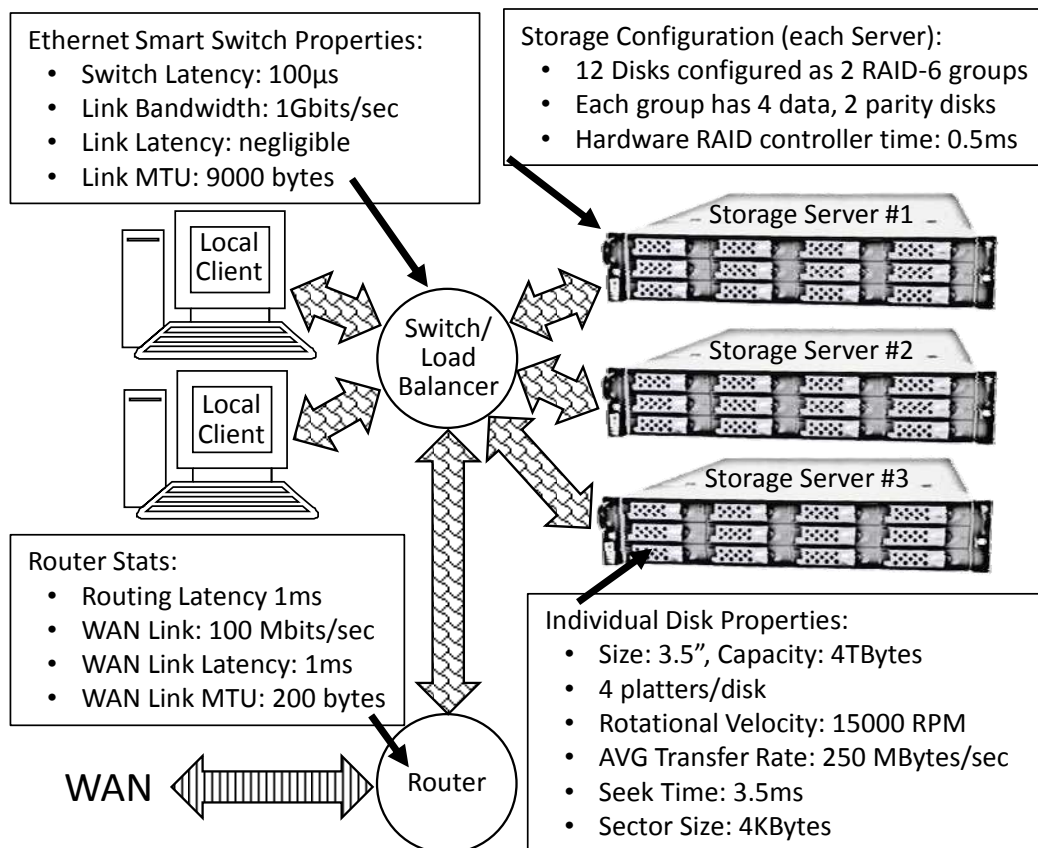 Ethernet Smart Switch Properties:
• Switch Latency: 100µs
• Link Bandwidth: 1Gbits/sec
• Link Latency: negligible
• Link MTU: 9000 bytes
Storage Configuration (each Server):
• 12 Disks configured as 2 RAID-6 groups
• Each group has 4 data, 2 parity disks
• Hardware RAID controller time: 0.5ms
Local
Client
Local
Client
Switch/
Load
Balancer
Storage Server #1
Storage Server #2
Storage Server #3
Router Stats:
• Routing Latency 1ms
• WAN Link: 100 Mbits/sec
• WAN Link Latency: 1ms
• WAN Link MTU: 200 bytes
Individual Disk Properties:
• Size: 3.5”, Capacity: 4TBytes
• 4 platters/disk
• Rotational Velocity: 15000 RPM
• AVG Transfer Rate: 250 MBytes/sec
• Seek Time: 3.5ms
• Sector Size: 4KBytes
WAN
Router